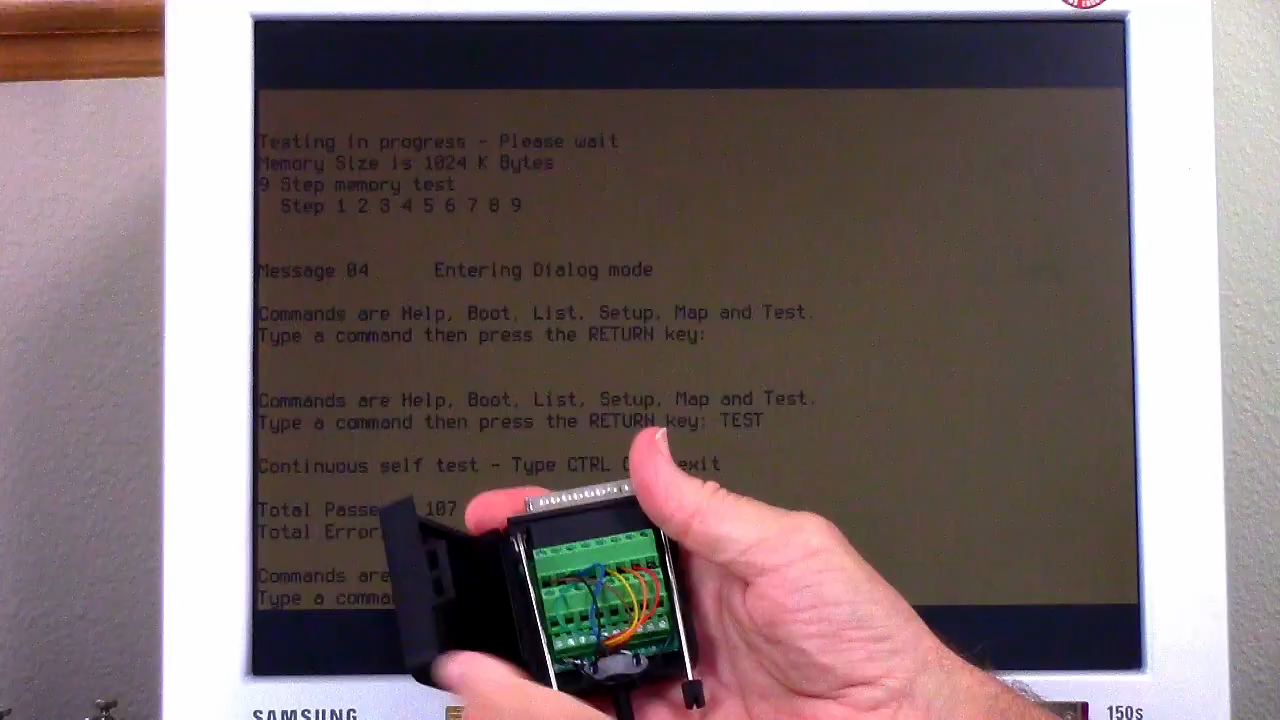 Testing in progress - Please wait
Memory Size is 1024 K Bytes
9 Step memory test
Step 1 2 3 4 5 6 7 8 9
Message 04 Entering Dialog mode
Commands are Help, Boot, List, Setup, Map and Test.
Type a command then press the RETURN key:
Commands are Help, Boot, List, Setup, Map and Test.
Type a command then press the RETURN key: TEST
Continuous self test - Type CTRL exit
Total 107
Total
Commands are
Type a
SAMSUNG 150s